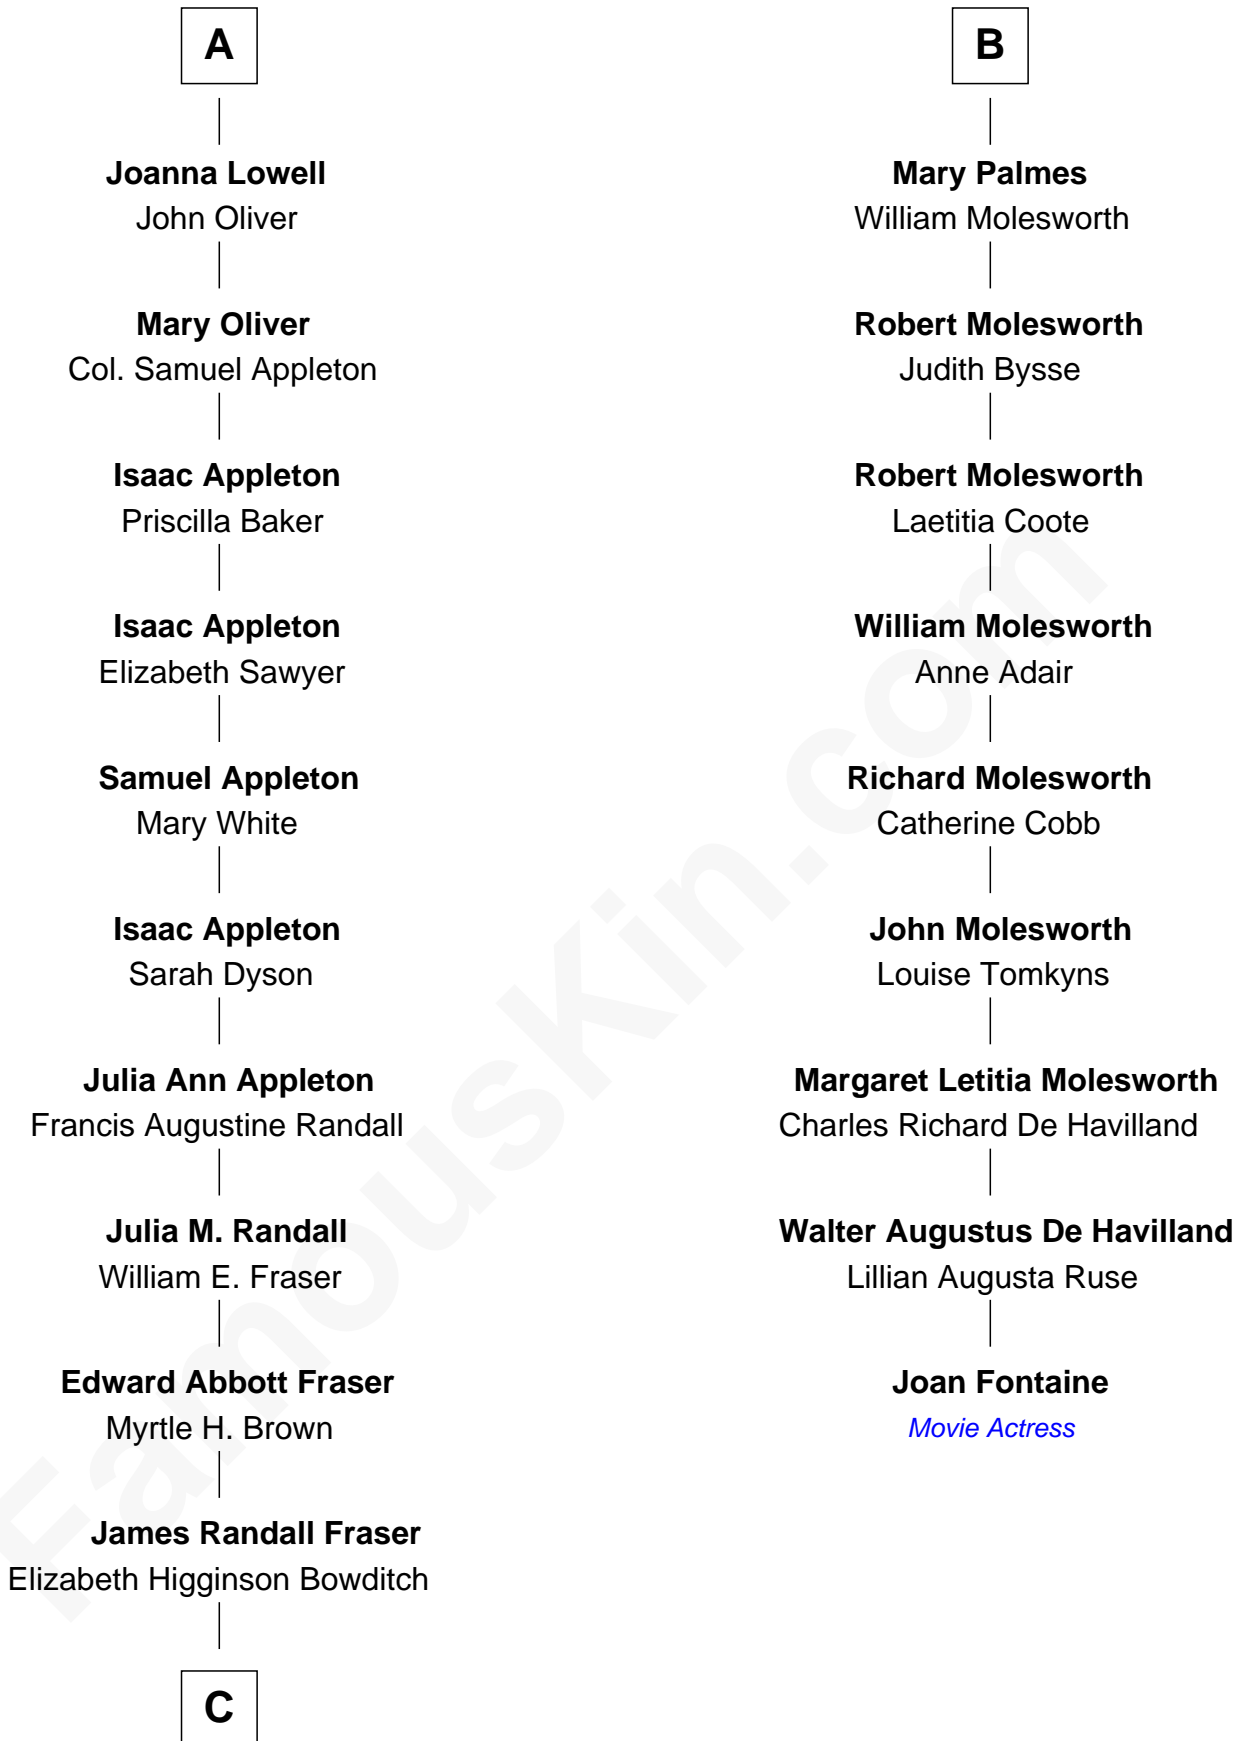 A
Joanna Lowell
John Oliver
Mary Oliver
Col. Samuel Appleton
Isaac Appleton
Priscilla Baker
Isaac Appleton
Elizabeth Sawyer
Samuel Appleton
Mary White
Isaac Appleton
Sarah Dyson
Julia Ann Appleton
Francis Augustine Randall
Julia M. Randall
William E. Fraser
Edward Abbott Fraser
Myrtle H. Brown
James Randall Fraser
Elizabeth Higginson Bowditch
C
B
Mary Palmes
William Molesworth
Robert Molesworth
Judith Bysse
Robert Molesworth
Laetitia Coote
William Molesworth
Anne Adair
Richard Molesworth
Catherine Cobb
John Molesworth
Louise Tomkyns
Margaret Letitia Molesworth
Charles Richard De Havilland
Walter Augustus De Havilland
Lillian Augusta Ruse
Joan Fontaine
Movie Actress
FamousKin.com